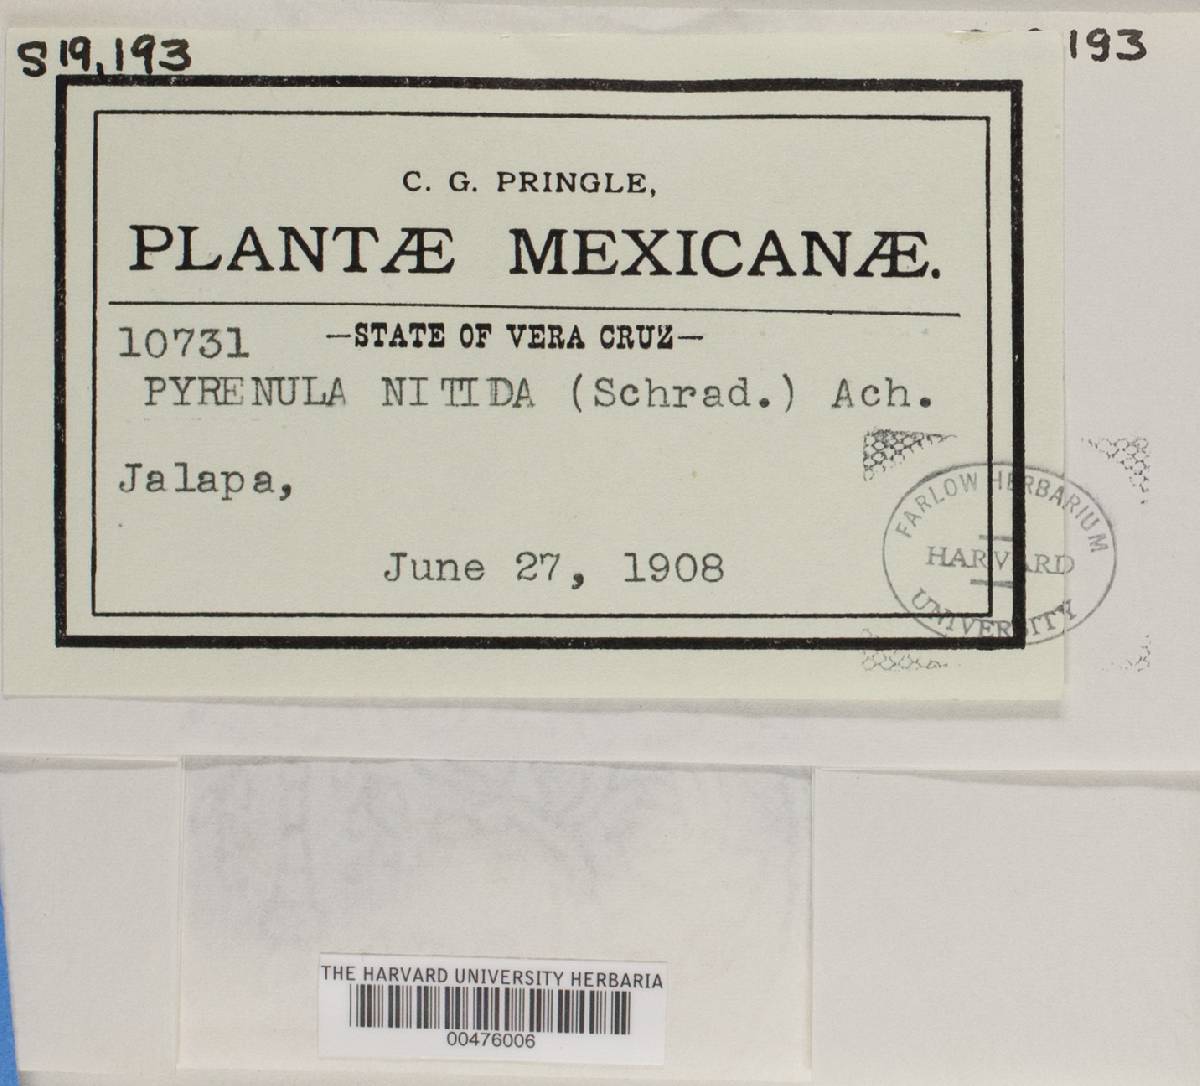 S 19,193
193
C. G. PRINGLE,
PLANTÆ MEXICANÆ.
10731 —STATE OF VERA CRUZ—
PYRENULA NITIDA (Schrad.) Ach.
Jalapa,
June 27, 1908
FARLOW HERBARIUM
HARVARD
UNIVERSITY
THE HARVARD UNIVERSITY HERBARIA
00476006